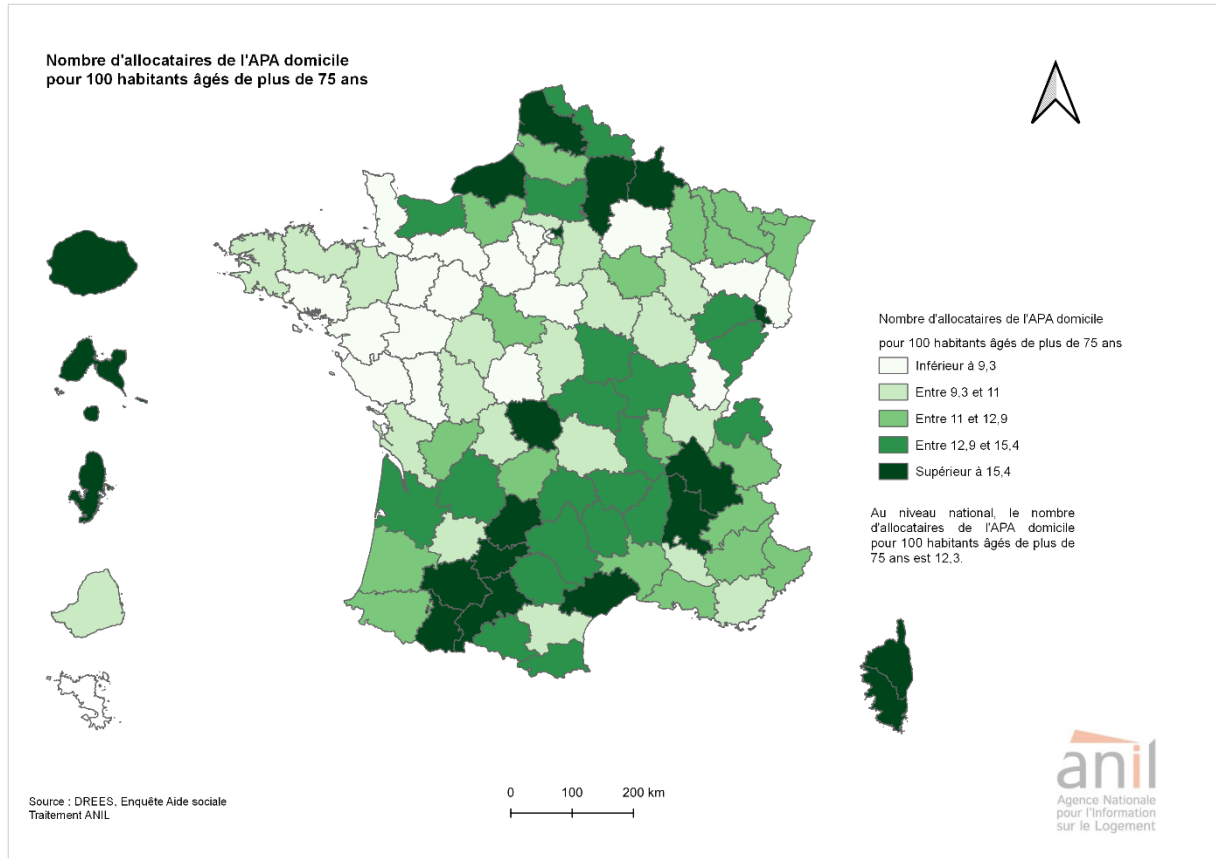 Nombre d'allocataires de l'APA domicile
pour 100 habitants âgés de plus de 75 ans
Nombre d'allocataires de l'APA domicile
pour 100 habitants âgés de plus de 75 ans
Inférieur à 9,3
Entre 9,3 et 11
Entre 11 et 12,9
Entre 12,9 et 15,4
Supérieur à 15,4
Au niveau national, le nombre
d'allocataires de l'APA domicile
pour 100 habitants âgés de plus de
75 ans est 12,3.
Source : DREES, Enquête Aide sociale
Traitement ANIL
0 100 200 km
anil
Agence Nationale
pour l'Information
sur le Logement